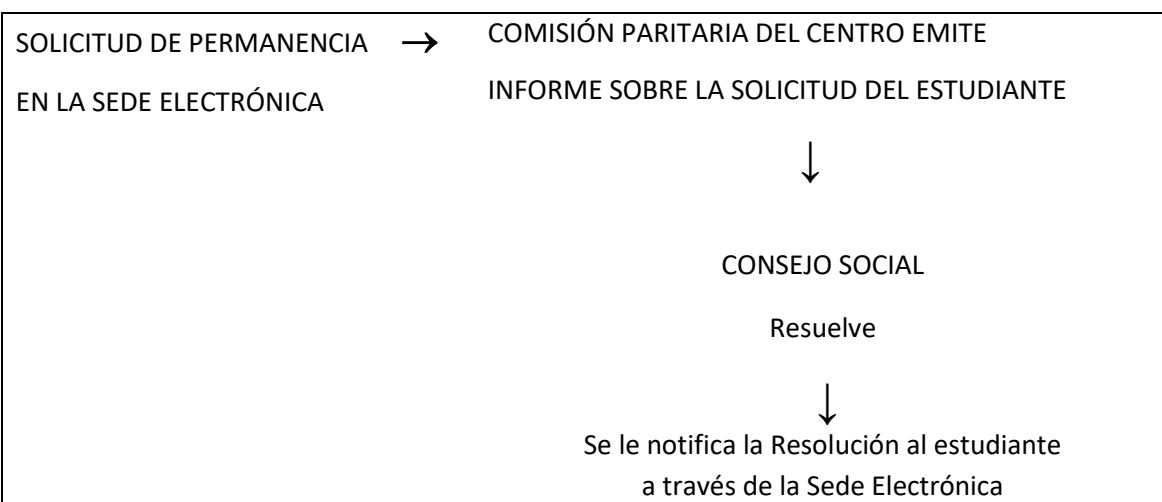 SOLICITUD DE PERMANENCIA →
EN LA SEDE ELECTRÓNICA
COMISIÓN PARITARIA DEL CENTRO EMITE
INFORME SOBRE LA SOLICITUD DEL ESTUDIANTE
↓
CONSEJO SOCIAL
Resuelve
↓
Se le notifica la Resolución al estudiante
a través de la Sede Electrónica